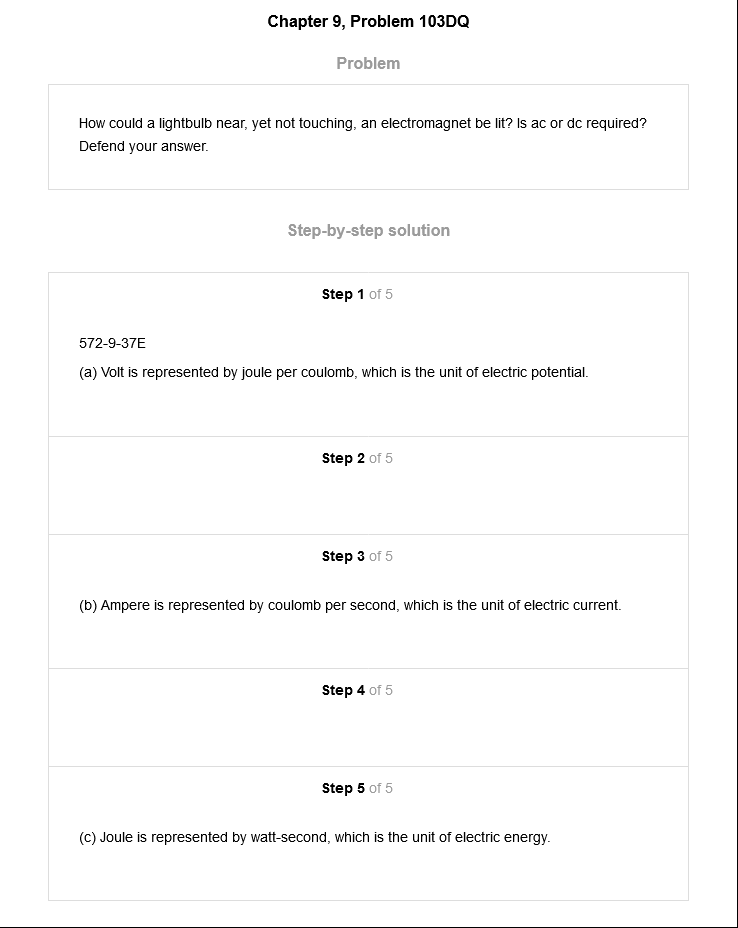 Chapter 9, Problem 103DQ
Problem
How could a lightbulb near, yet not touching, an electromagnet be lit? Is ac or dc required?
Defend your answer.
Step-by-step solution
Step 1 of 5
572-9-37E
(a) Volt is represented by joule per coulomb, which is the unit of electric potential.
Step 2 of 5
Step 3 of 5
(b) Ampere is represented by coulomb per second, which is the unit of electric current.
Step 4 of 5
Step 5 of 5
(c) Joule is represented by watt-second, which is the unit of electric energy.